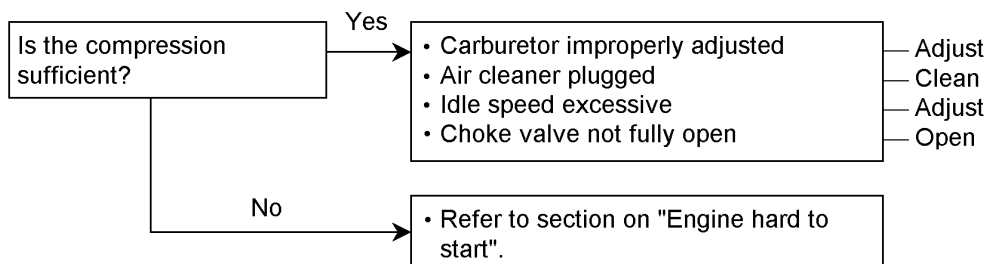 Yes
Is the compression
sufficient?
• Carburetor improperly adjusted
Adjust
• Air cleaner plugged
Clean
• Idle speed excessive
Adjust
• Choke valve not fully open
Open
No
• Refer to section on "Engine hard to
start".